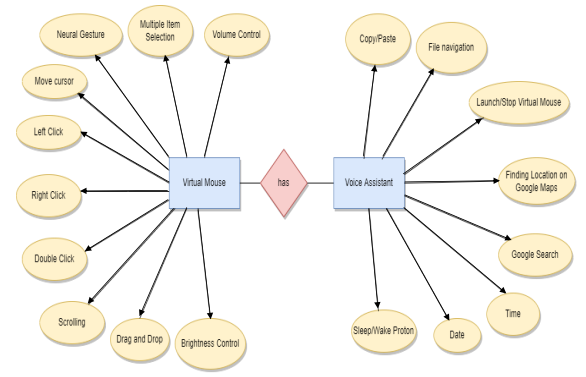 Neural Gesture
Multiple Item
Selection
Volume Control
Copy/Paste
File navigation
Move cursor
Launch/Stop Virtual Mouse
Left Click
Virtual Mouse
has
Voice Assistant
Finding Location on
Google Maps
Right Click
Double Click
Google Search
Scrolling
Drag and Drop
Brightness Control
Sleep/Wake Proton
Date
Time